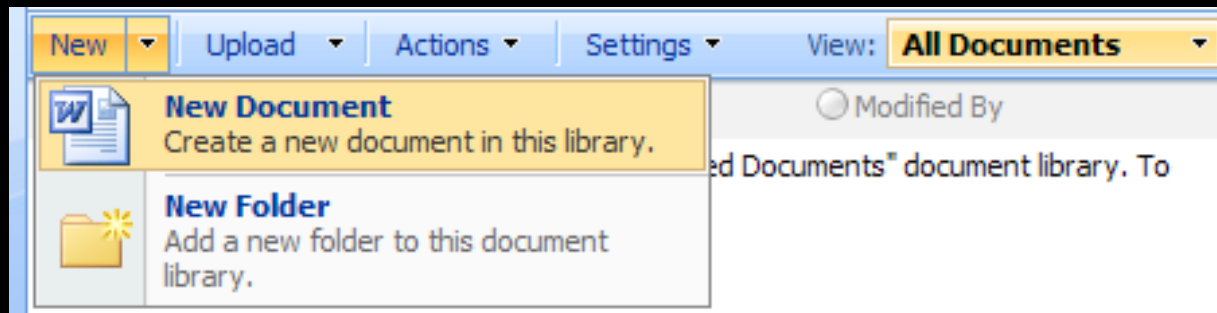 New Upload Actions Settings View: All Documents
New Document
Modified By
Create a new document in this library.
ed Documents" document library. To
New Folder
Add a new folder to this document
library.